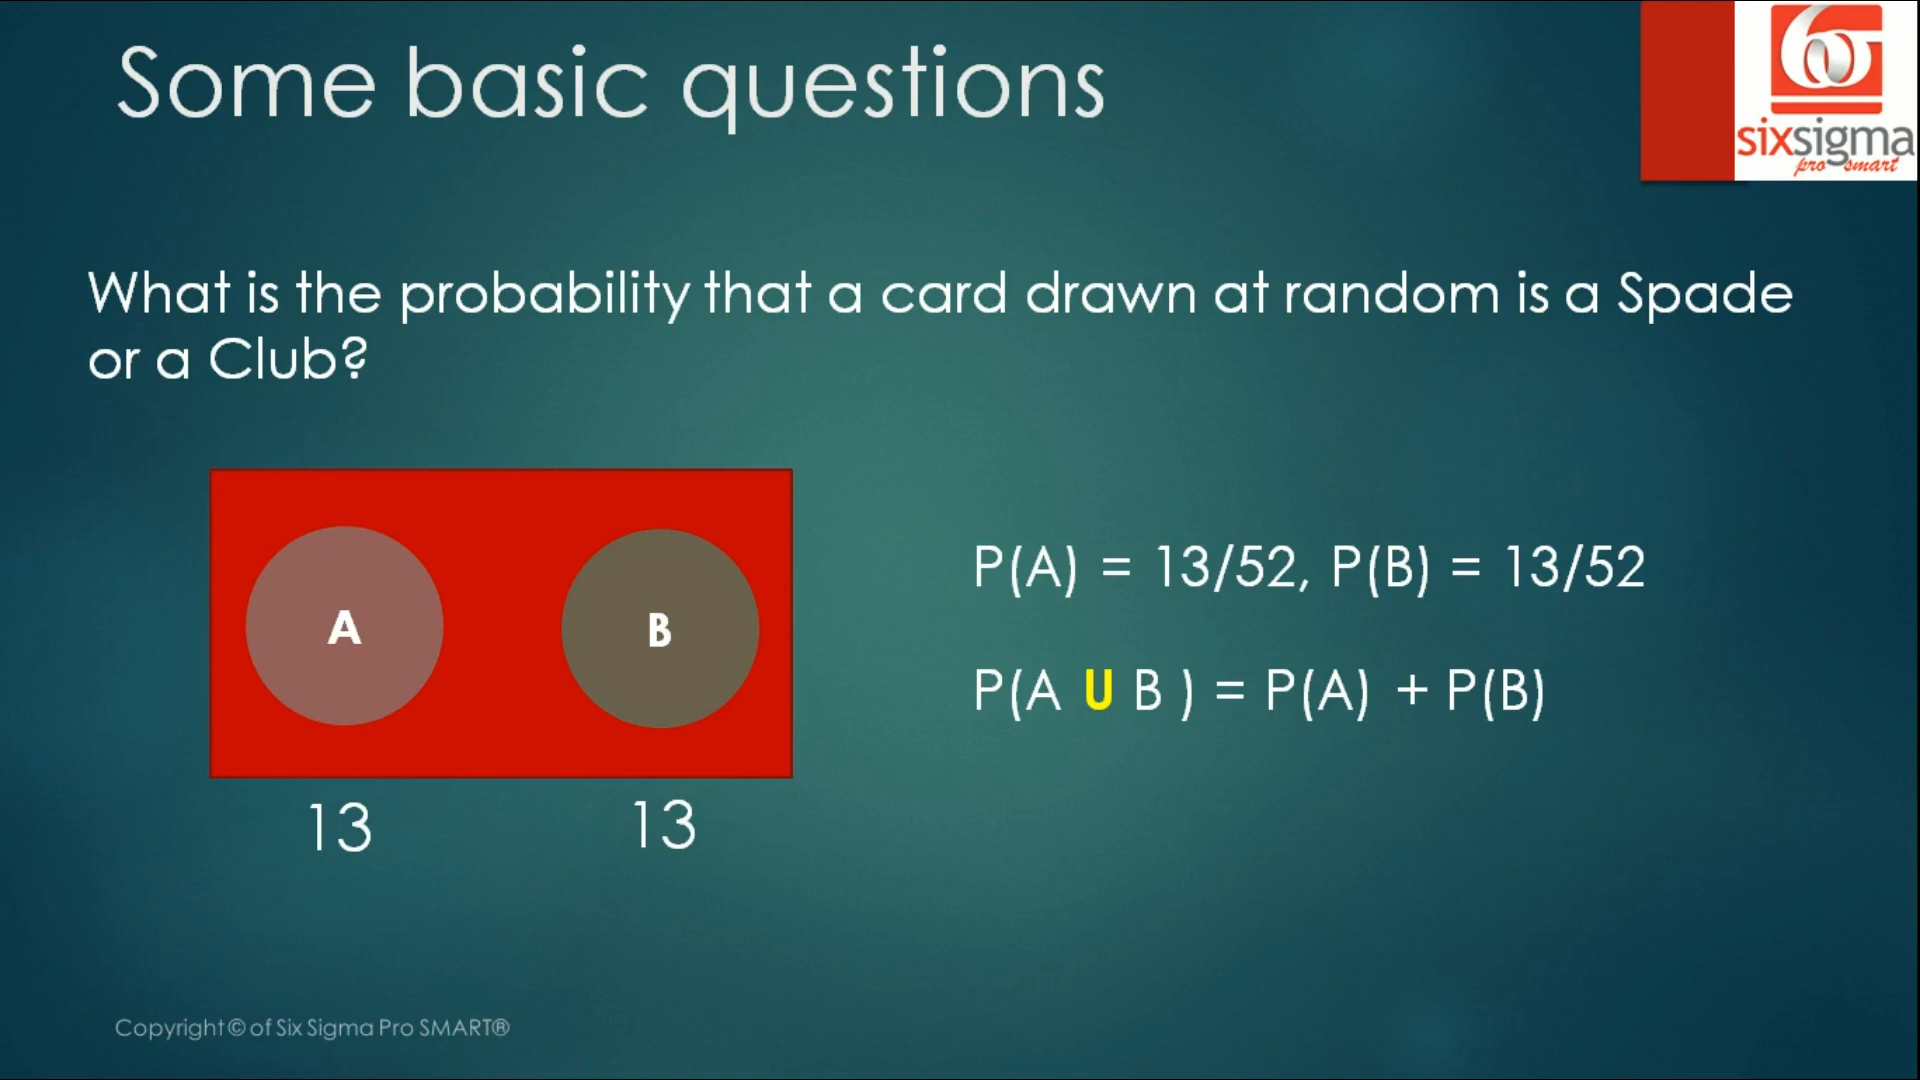 Some basic questions
sixsigma
pro smart
What is the probability that a card drawn at random is a Spade
or a Club?
A
B
13
13
P(A) = 13/52, P(B) = 13/52
P(A U B ) = P(A) + P(B)
Copyright © of Six Sigma Pro SMART®